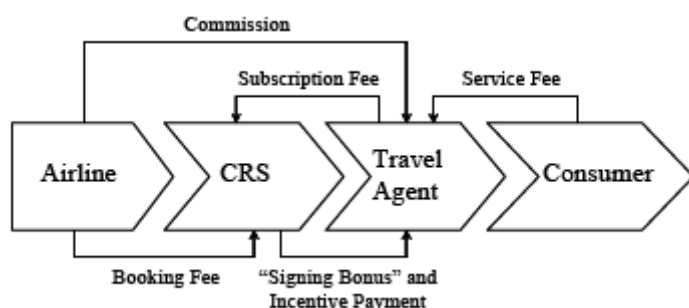 Commission
Subscription Fee
Service Fee
Airline
CRS
Travel
Agent
Consumer
Booking Fee
“Signing Bonus” and
Incentive Payment